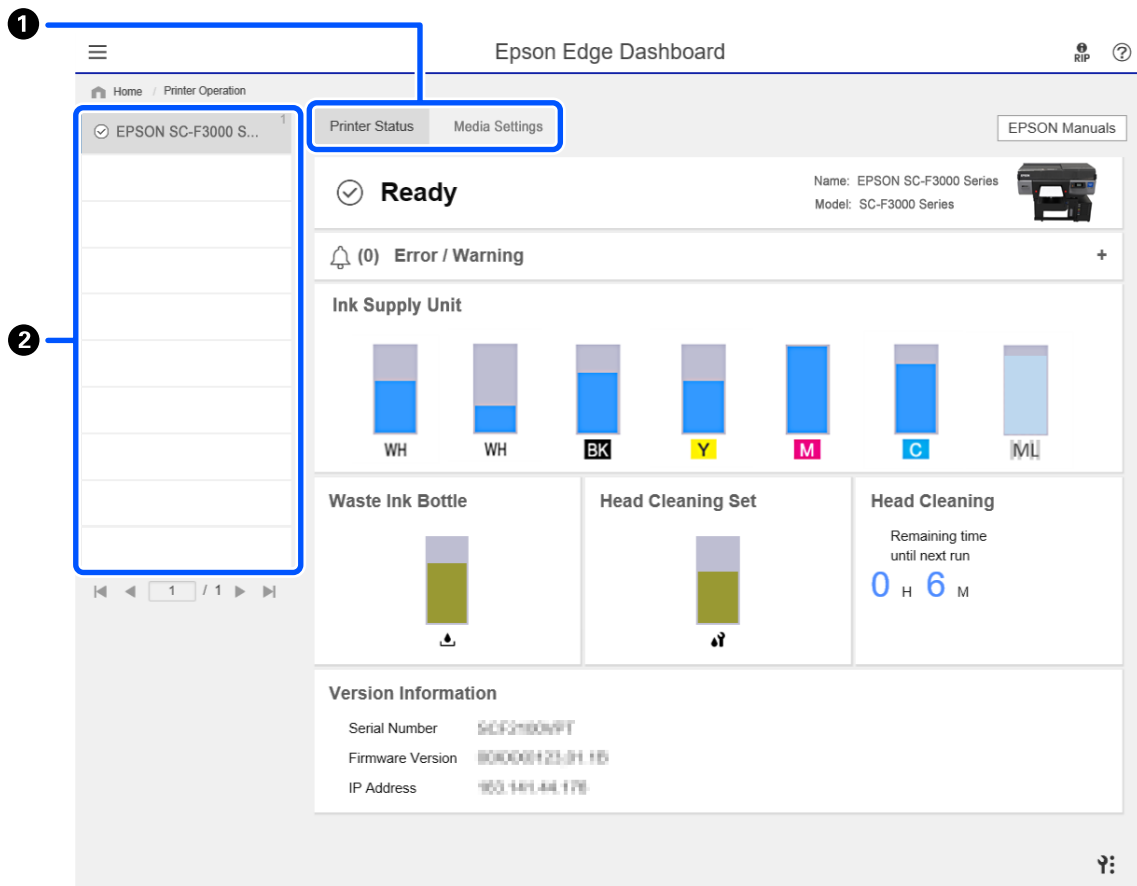 1
Epson Edge Dashboard
RIP
Home / Printer Operation
EPSON SC-F3000 S... 1
Printer Status Media Settings
EPSON Manuals
Ready
Name: EPSON SC-F3000 Series
Model: SC-F3000 Series
(0) Error / Warning +
Ink Supply Unit
2
WH WH BK Y M C ML
Waste Ink Bottle
Head Cleaning Set
Head Cleaning
Remaining time
until next run
0 H 6 M
1 / 1
Version Information
Serial Number
Firmware Version
IP Address